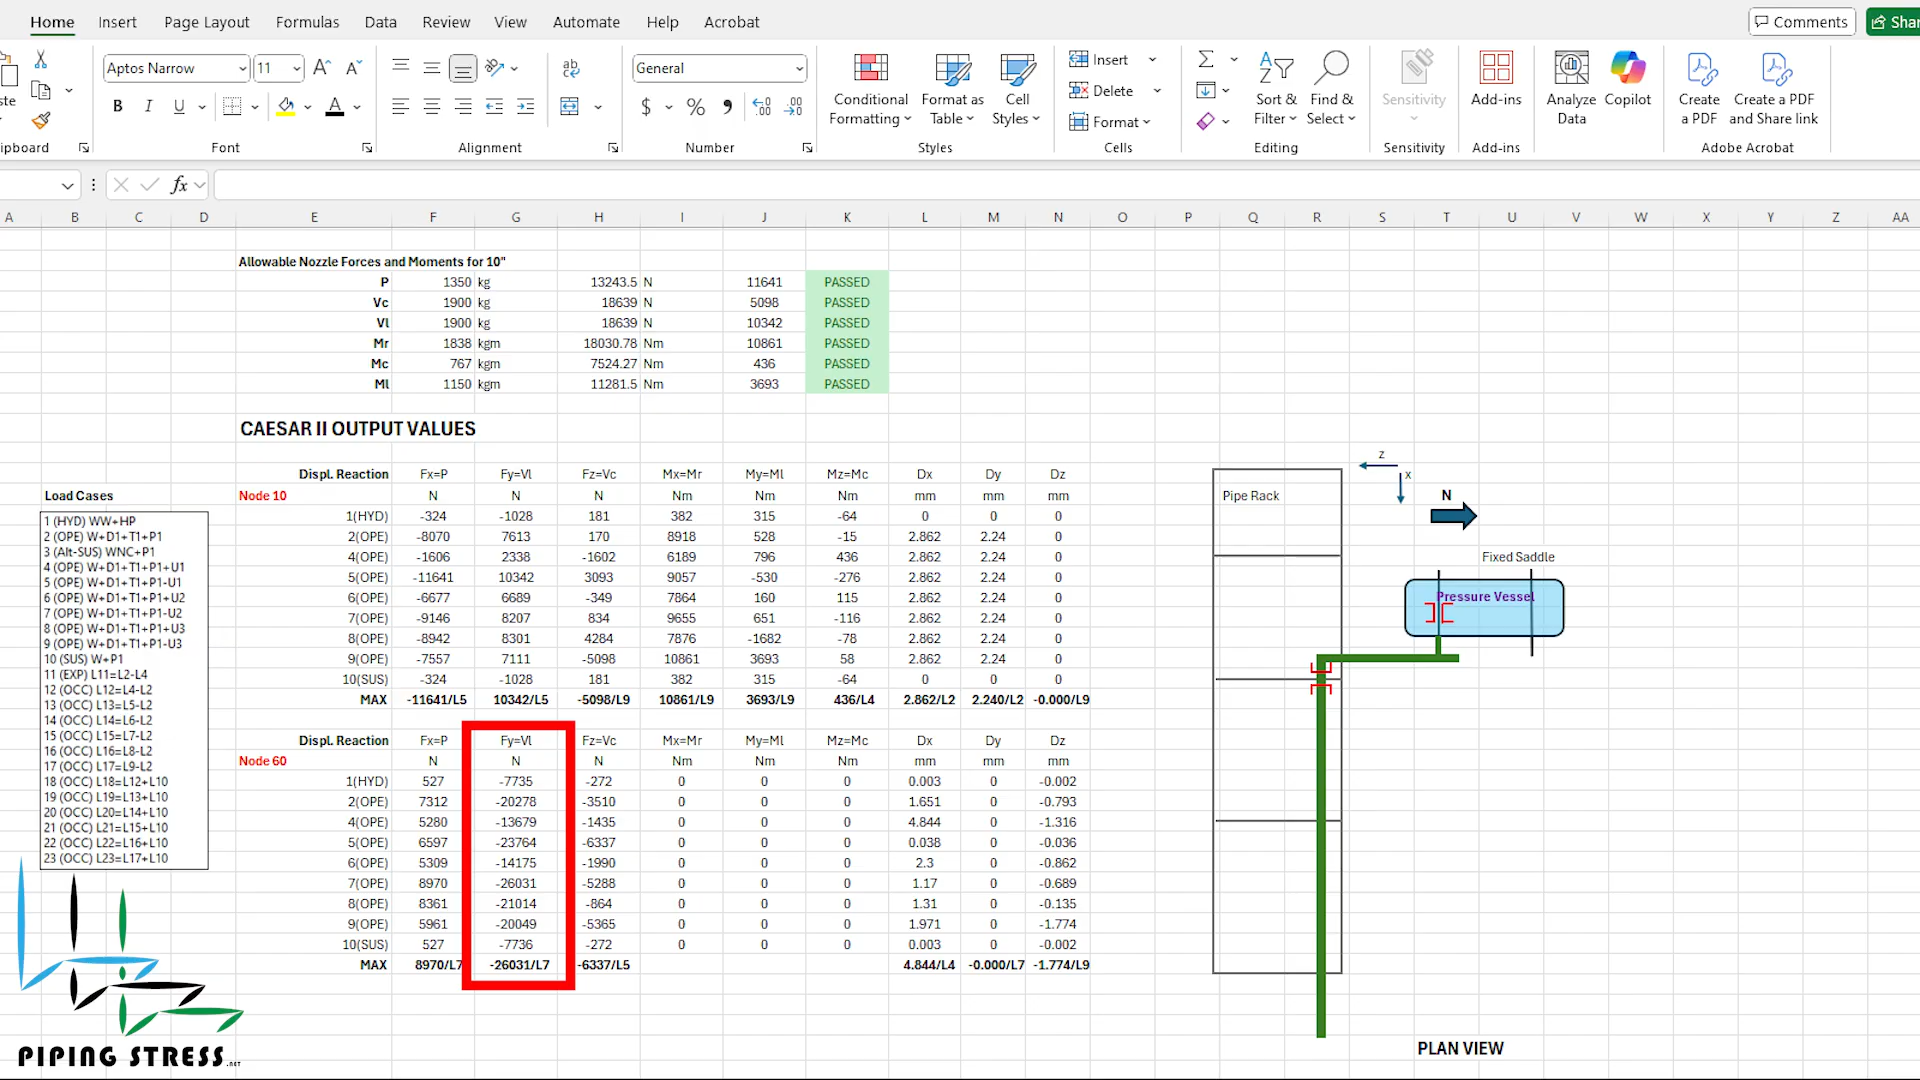 Home Insert Page Layout Formulas Data Review View Automate Help Acrobat Comments Shar
Aptos Narrow 11 General Conditional Formatting Format as Table Cell Styles Insert Delete Format Sort & Filter Find & Select Sensitivity Add-ins Analyze Data Copilot Create a PDF Create a PDF and Share link
ste
B I U A $ % 9
ipboard Font Alignment Number Styles Cells Editing Sensitivity Add-ins Adobe Acrobat
fx
A B C D E F G H I J K L M N O P Q R S T U V W X Y Z AA
Allowable Nozzle Forces and Moments for 10"
P 1350 kg 13243.5 N 11641 PASSED
Vc 1900 kg 18639 N 5098 PASSED
Vl 1900 kg 18639 N 10342 PASSED
Mr 1838 kgm 18030.78 Nm 10861 PASSED
Mc 767 kgm 7524.27 Nm 436 PASSED
Ml 1150 kgm 11281.5 Nm 3693 PASSED
CAESAR II OUTPUT VALUES
Displ. Reaction Fx=P Fy=Vl Fz=Vc Mx=Mr My=Ml Mz=Mc Dx Dy Dz
Node 10 N N N Nm Nm Nm mm mm mm
1(HYD) -324 -1028 181 382 315 -64 0 0 0
2(OPE) -8070 7613 170 8918 528 -15 2.862 2.24 0
4(OPE) -1606 2338 -1602 6189 796 436 2.862 2.24 0
5(OPE) -11641 10342 3093 9057 -530 -276 2.862 2.24 0
6(OPE) -6677 6689 -349 7864 160 115 2.862 2.24 0
7(OPE) -9146 8207 834 9655 651 -116 2.862 2.24 0
8(OPE) -8942 8301 4284 7876 -1682 -78 2.862 2.24 0
9(OPE) -7557 7111 -5098 10861 3693 58 2.862 2.24 0
10(SUS) -324 -1028 181 382 315 -64 0 0 0
MAX -11641/L5 10342/L5 -5098/L9 10861/L9 3693/L9 436/L4 2.862/L2 2.240/L2 -0.000/L9
Displ. Reaction Fx=P Fy=Vl Fz=Vc Mx=Mr My=Ml Mz=Mc Dx Dy Dz
Node 60 N N N Nm Nm Nm mm mm mm
1(HYD) 527 -7735 -272 0 0 0 0.003 0 -0.002
2(OPE) 7312 -20278 -3510 0 0 0 1.651 0 -0.793
4(OPE) 5280 -13679 -1435 0 0 0 4.844 0 -1.316
5(OPE) 6597 -23764 -6337 0 0 0 0.038 0 -0.036
6(OPE) 5309 -14175 -1990 0 0 0 2.3 0 -0.862
7(OPE) 8970 -26031 -5288 0 0 0 1.17 0 -0.689
8(OPE) 8361 -21014 -864 0 0 0 1.31 0 -0.135
9(OPE) 5961 -20049 -5365 0 0 0 1.971 0 -1.774
10(SUS) 527 -7736 -272 0 0 0 0.003 0 -0.002
MAX 8970/L7 -26031/L7 -6337/L5 4.844/L4 -0.000/L7 -1.774/L9
Load Cases
1 (HYD) WW+HP
2 (OPE) W+D1+T1+P1
3 (Alt-SUS) WNC+P1
4 (OPE) W+D1+T1+P1+U1
5 (OPE) W+D1+T1+P1-U1
6 (OPE) W+D1+T1+P1+U2
7 (OPE) W+D1+T1+P1-U2
8 (OPE) W+D1+T1+P1+U3
9 (OPE) W+D1+T1+P1-U3
10 (SUS) W+P1
11 (EXP) L11=L2-L4
12 (OCC) L12=L4-L2
13 (OCC) L13=L5-L2
14 (OCC) L14=L6-L2
15 (OCC) L15=L7-L2
16 (OCC) L16=L8-L2
17 (OCC) L17=L9-L2
18 (OCC) L18=L12+L10
19 (OCC) L19=L13+L10
20 (OCC) L20=L14+L10
21 (OCC) L21=L15+L10
22 (OCC) L22=L16+L10
23 (OCC) L23=L17+L10
Pipe Rack
Z
X
N
Fixed Saddle
Pressure Vessel
PLAN VIEW
PIPING STRESS.NET